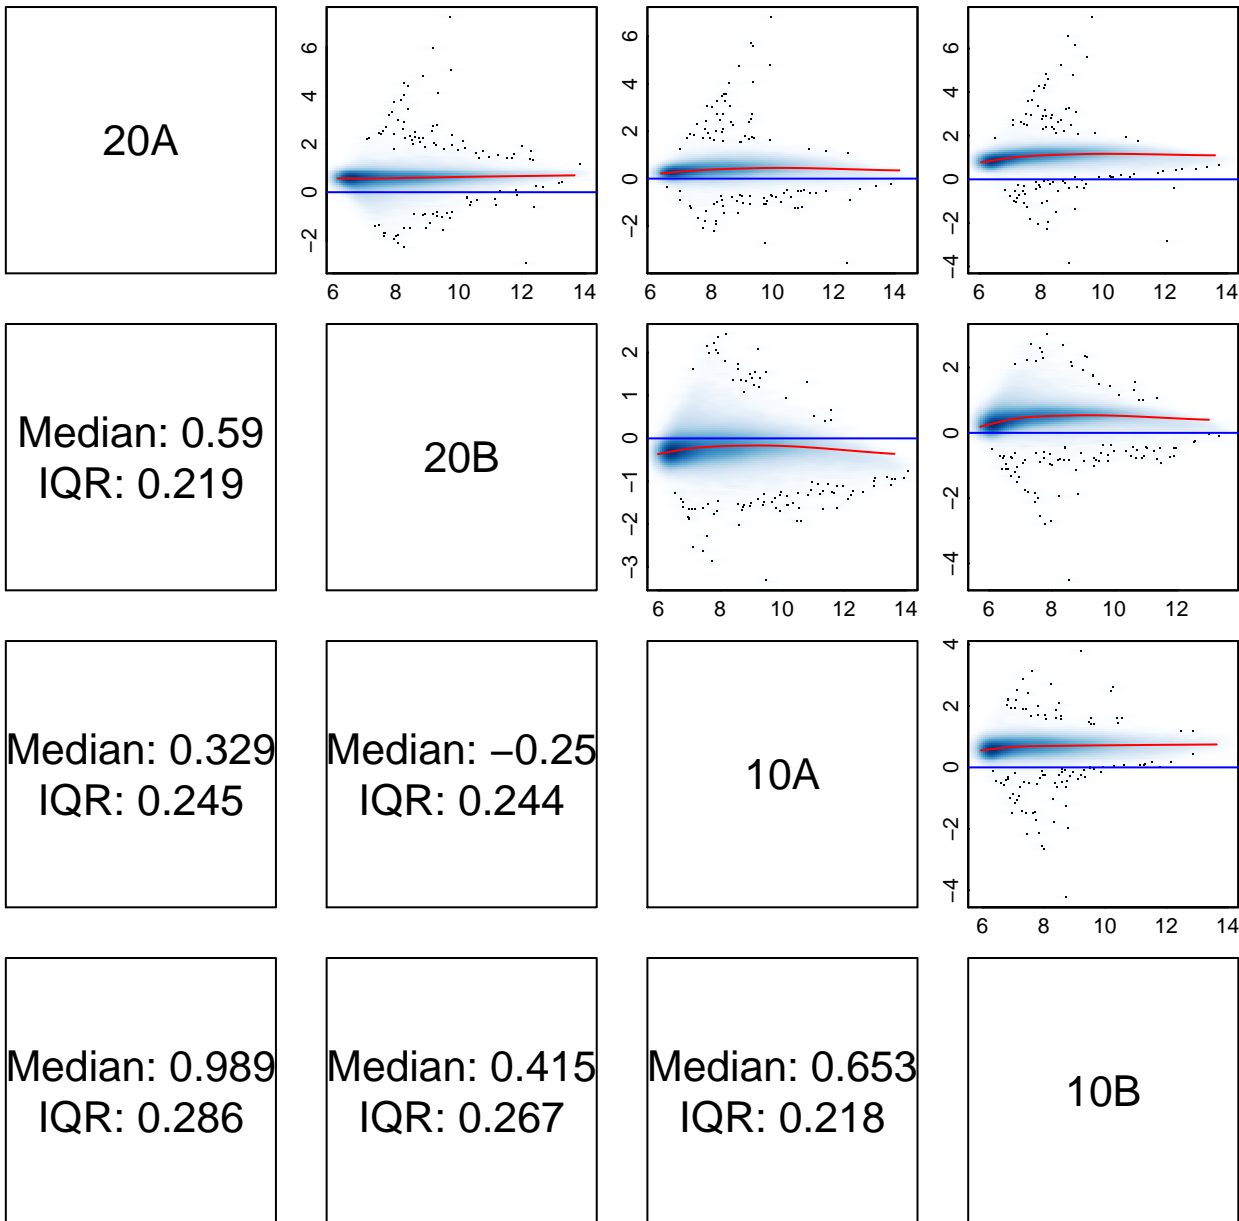 20A
6
4
2
0
−2
6 8 10 12 14
6
4
2
0
−2
6 8 10 12 14
6
4
2
0
−2
−4
6 8 10 12 14
Median: 0.59
IQR: 0.219
20B
2
1
0
−1
−2
−3
6 8 10 12 14
2
0
−2
−4
6 8 10 12
Median: 0.329
IQR: 0.245
Median: −0.25
IQR: 0.244
10A
4
2
0
−2
−4
6 8 10 12 14
Median: 0.989
IQR: 0.286
Median: 0.415
IQR: 0.267
Median: 0.653
IQR: 0.218
10B